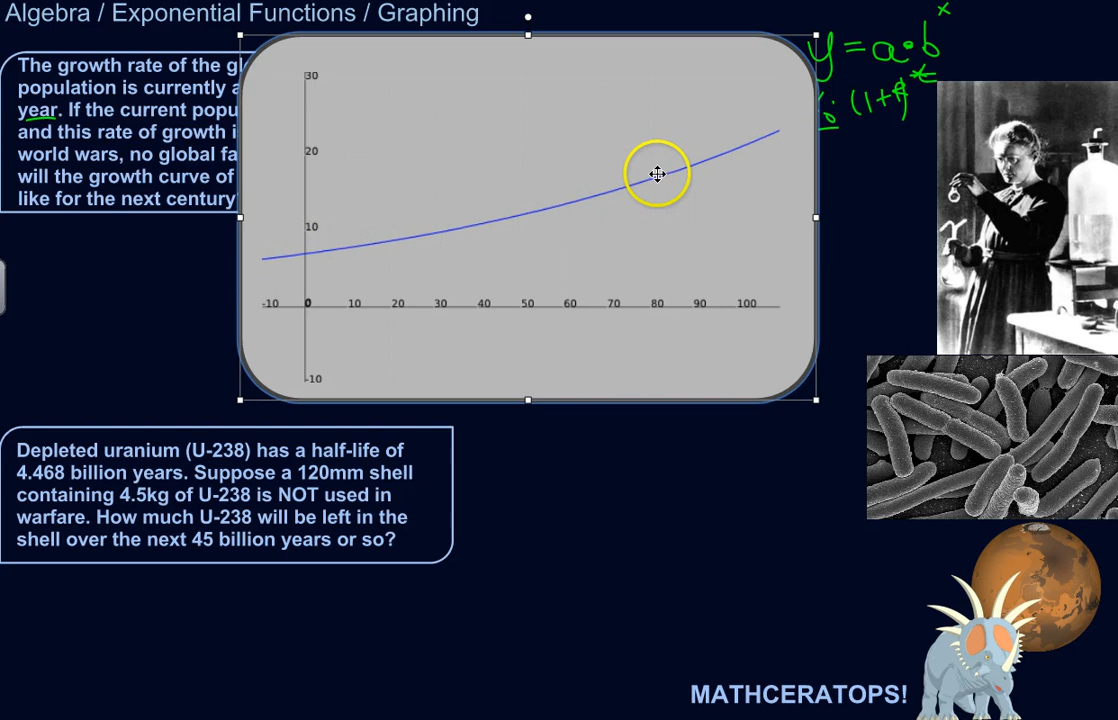 Algebra / Exponential Functions / Graphing
The growth rate of the
population is currently
year. If the current
and this rate of growth
world wars, no global
will the growth curve of
like for the next century
y = a • b^x
(1+
30
20
10
-10 0 10 20 30 40 50 60 70 80 90 100
-10
Depleted uranium (U-238) has a half-life of
4.468 billion years. Suppose a 120mm shell
containing 4.5kg of U-238 is NOT used in
warfare. How much U-238 will be left in the
shell over the next 45 billion years or so?
MATHCERATOPS!